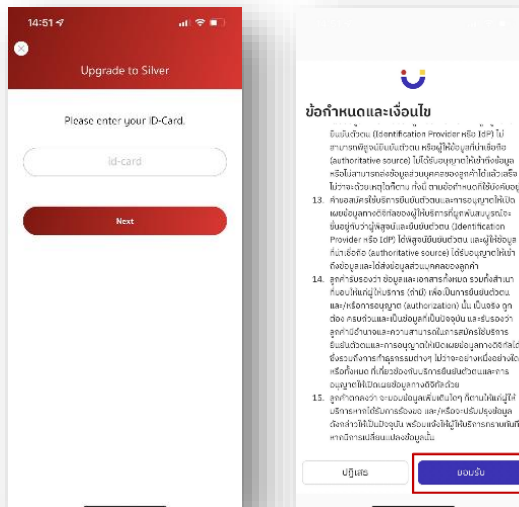 14:51
Upgrade to Silver
Please enter your ID-Card.
id-card
Next
ข้อกำหนดและเงื่อนไข
ยืนยันตัวตน (Identification Provider หรือ IdP) ไม่
สามารถพิสูจน์ยืนยันตัวตน หรือผู้ให้ข้อมูลที่น่าเชื่อถือ
(authoritative source) ไม่ได้รับอนุญาตให้เข้าถึงข้อมูล
หรือไม่สามารถส่งข้อมูลส่วนบุคคลของลูกค้าได้แล้วเสร็จ
ไม่ว่าจะด้วยเหตุใดก็ตาม ทั้งนี้ ตามข้อกำหนดที่ใช้บังคับอยู่
13. คำขอสมัครใช้บริการยืนยันตัวตนและการอนุญาตให้เปิด
เผยข้อมูลทางดิจิทัลของผู้ให้บริการที่ผูกพันสมบูรณ์จะ
ขึ้นอยู่กับว่าผู้พิสูจน์และยืนยันตัวตน (Identification
Provider หรือ IdP) ได้พิสูจน์ยืนยันตัวตน และผู้ให้ข้อมูล
ที่น่าเชื่อถือ (authoritative source) ได้รับอนุญาตให้เข้า
ถึงข้อมูลและได้ส่งข้อมูลส่วนบุคคลของลูกค้า
14. ลูกค้ารับรองว่า ข้อมูลและเอกสารทั้งหมด รวมทั้งสำเนา
ที่มอบให้แก่ผู้ให้บริการ (ถ้ามี) เพื่อเป็นการยืนยันตัวตน
และ/หรือการอนุญาต (authorization) นั้น เป็นจริง ถูก
ต้อง ครบถ้วนและเป็นข้อมูลที่เป็นปัจจุบัน และรับรองว่า
ลูกค้ามีอำนาจและความสามารถในการสมัครใช้บริการ
ยืนยันตัวตนและการอนุญาตให้เปิดเผยข้อมูลทางดิจิทัลได้
ซึ่งรวมถึงการทำธุรกรรมต่างๆ ไม่ว่าจะอย่างหนึ่งอย่างใด
หรือทั้งหมด ที่เกี่ยวข้องกับบริการยืนยันตัวตนและการ
อนุญาตให้เปิดเผยข้อมูลทางดิจิทัลด้วย
15. ลูกค้าตกลงว่า จะมอบข้อมูลเพิ่มเติมใดๆ ก็ตามให้แก่ผู้ให้
บริการหากได้รับการร้องขอ และ/หรือจะปรับปรุงข้อมูล
ดังกล่าวให้เป็นปัจจุบัน พร้อมแจ้งให้ผู้ให้บริการทราบทันที
หากมีการเปลี่ยนแปลงข้อมูลนั้น
ปฏิเสธ
ยอมรับ